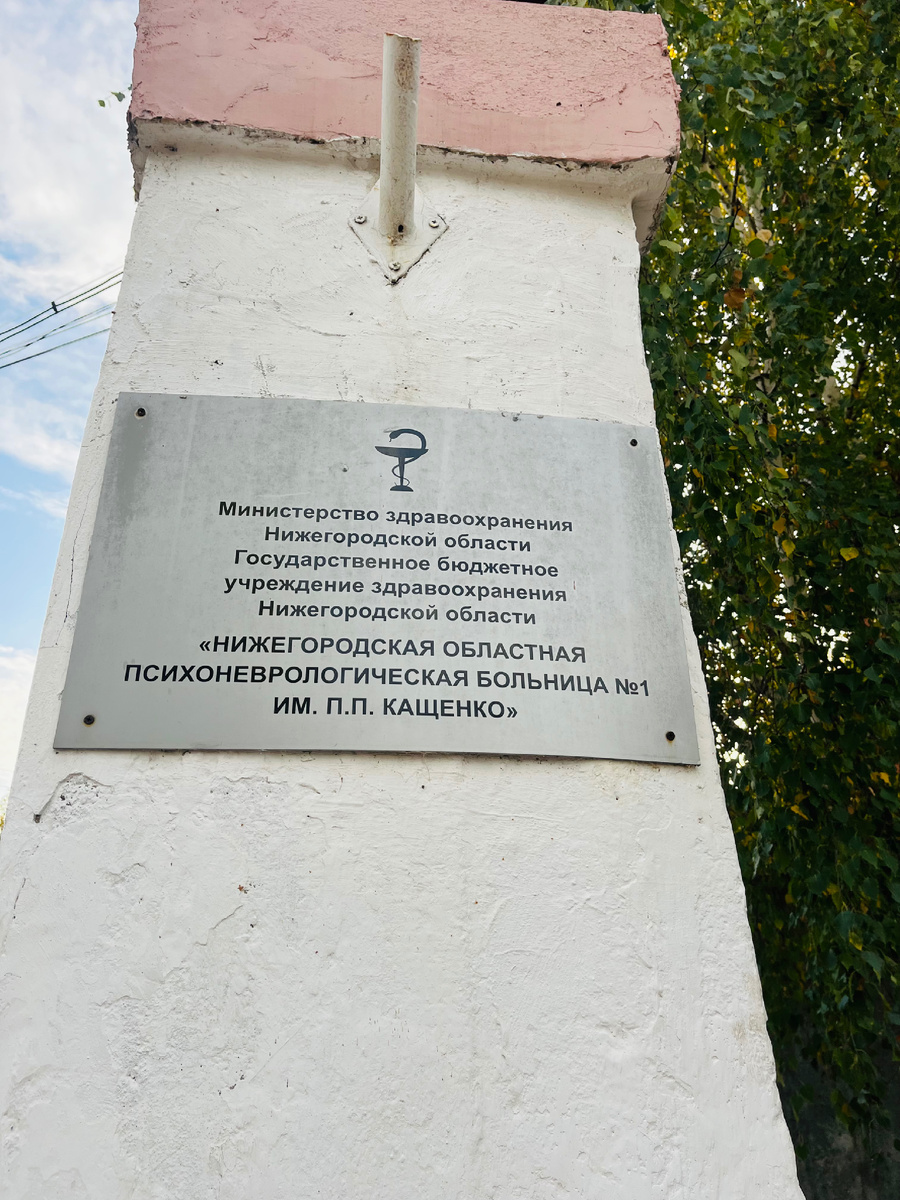 Министерство здравоохранения
Нижегородской области
Государственное бюджетное
учреждение здравоохранения
Нижегородской области
«НИЖЕГОРОДСКАЯ ОБЛАСТНАЯ
ПСИХОНЕВРОЛОГИЧЕСКАЯ БОЛЬНИЦА №1
ИМ. П.П. КАЩЕНКО»